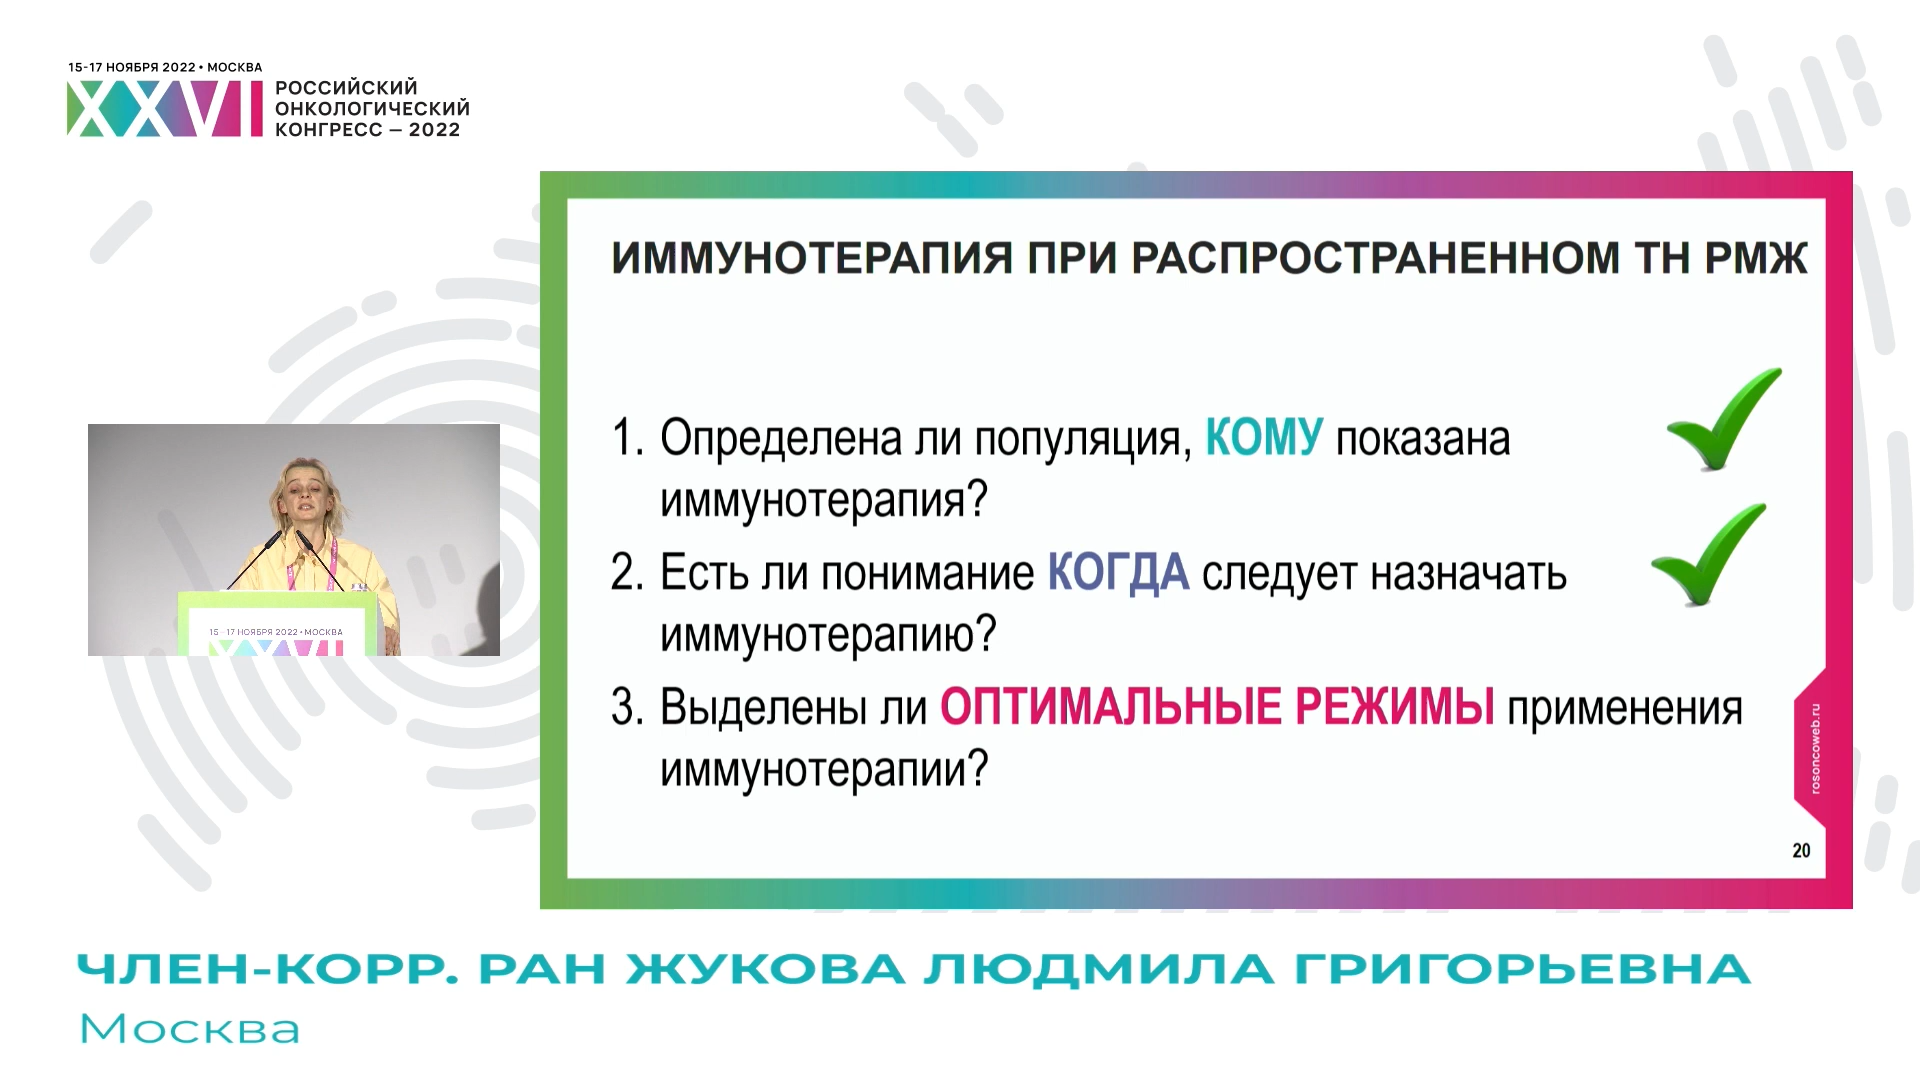 15-17 НОЯБРЯ 2022 • МОСКВА
XXVI
РОССИЙСКИЙ
ОНКОЛОГИЧЕСКИЙ
КОНГРЕСС – 2022
ИММУНОТЕРАПИЯ ПРИ РАСПРОСТРАНЕННОМ ТН РМЖ
1. Определена ли популяция, КОМУ показана
иммунотерапия?
2. Есть ли понимание КОГДА следует назначать
иммунотерапию?
3. Выделены ли ОПТИМАЛЬНЫЕ РЕЖИМЫ применения
иммунотерапии?
rosoncoweb.ru
20
15-17 НОЯБРЯ 2022 • МОСКВА
XXVI
ЧЛЕН-КОРР. РАН ЖУКОВА ЛЮДМИЛА ГРИГОРЬЕВНА
Москва